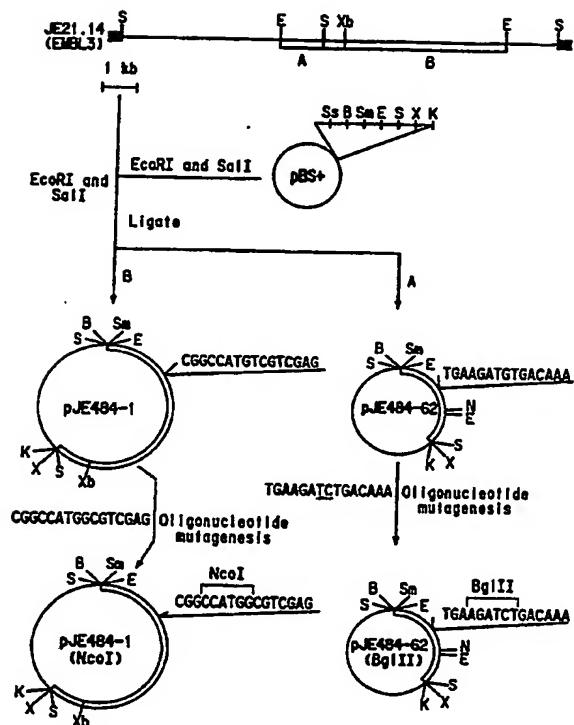 S E S Xb E S
JE21.14
(EMBL3)
A B
1 kb
Ss B Sm E S X K
EcoRI and SalI
pBS+
EcoRI and
SalI
Ligate
B A
B Sm
S E
CGGCCATGTCGTCGAG
pJE484-1
K
X S
Xb
B Sm
S E
TGAAGATGTGACAAA
pJE484-62
N
E
S
K X
CGGCCATGGCGTCGAG
Oligonucleotide
mutagenesis
TGAAGATCTGACAAA
Oligonucleotide
mutagenesis
B Sm
S E
NcoI
CGGCCATGGCGTCGAG
pJE484-1
(NcoI)
K
X S
Xb
B Sm
S E
BglII
TGAAGATCTGACAAA
pJE484-62
(BglII)
N
E
S
K X